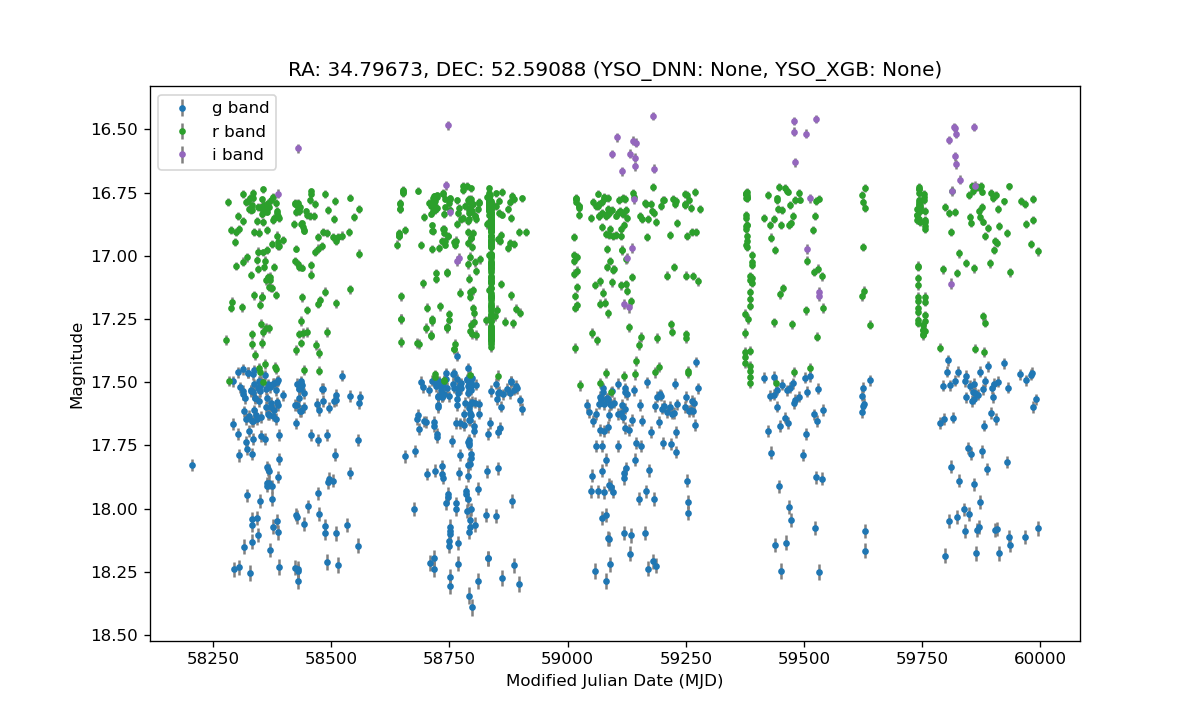 RA: 34.79673, DEC: 52.59088 (YSO_DNN: None, YSO_XGB: None)
g band
r band
i band
16.50
16.75
17.00
17.25
17.50
17.75
18.00
18.25
18.50
Magnitude
58250 58500 58750 59000 59250 59500 59750 60000
Modified Julian Date (MJD)